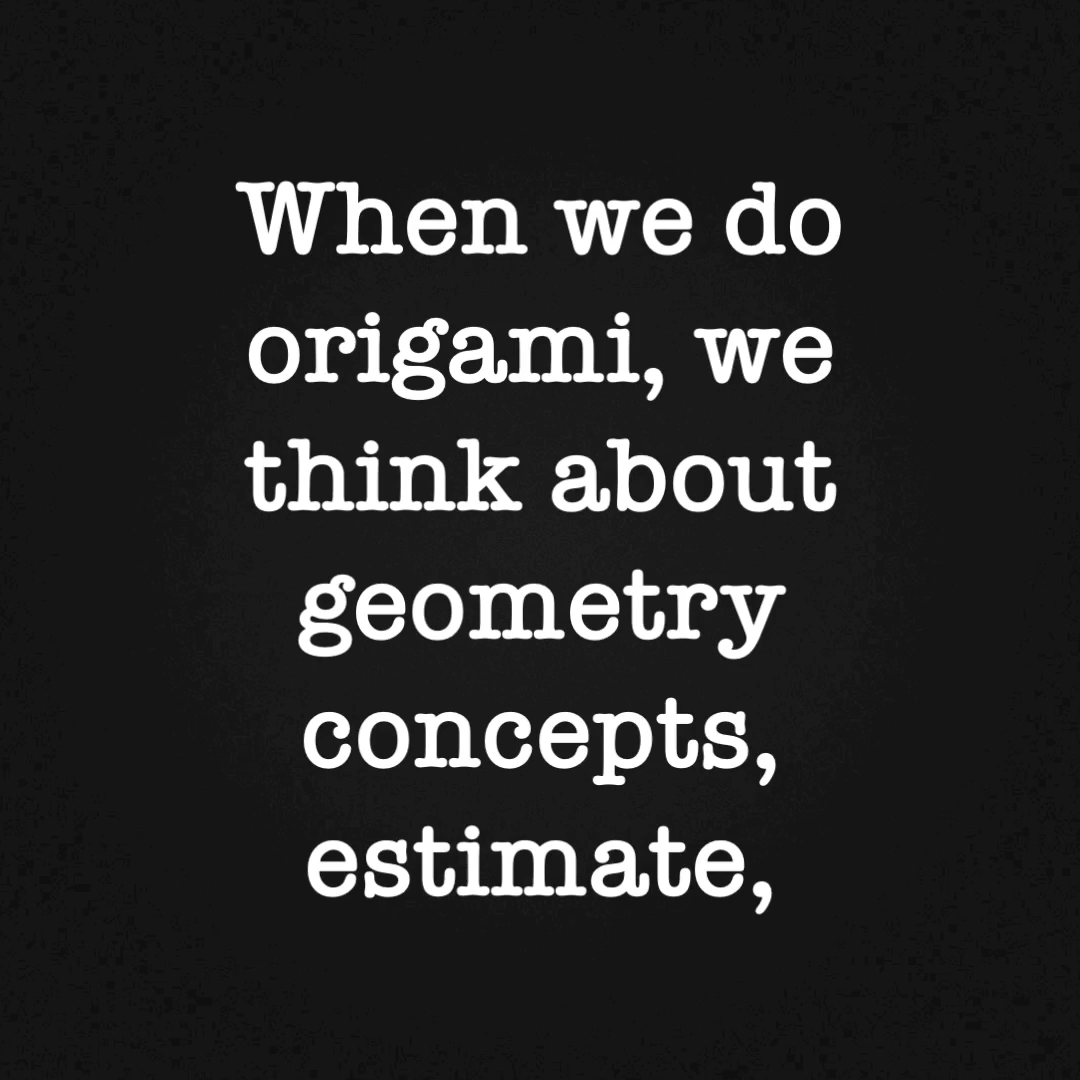 When we do
origami, we
think about
geometry
concepts,
estimate,